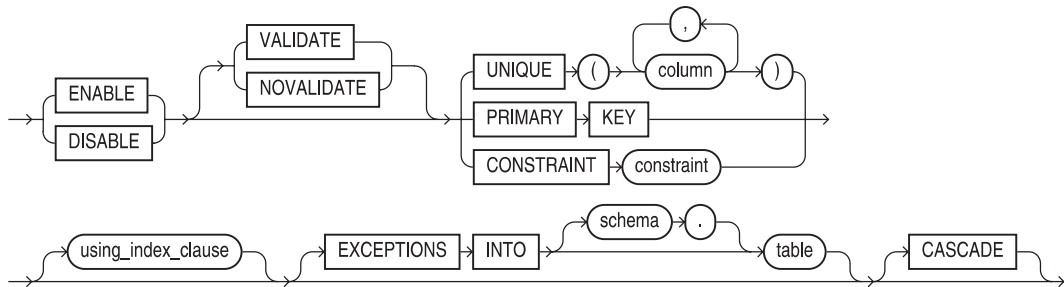 ,
VALIDATE
UNIQUE ( column )
NOVALIDATE
ENABLE
PRIMARY KEY
DISABLE
CONSTRAINT constraint
schema .
using_index_clause EXCEPTIONS INTO table CASCADE